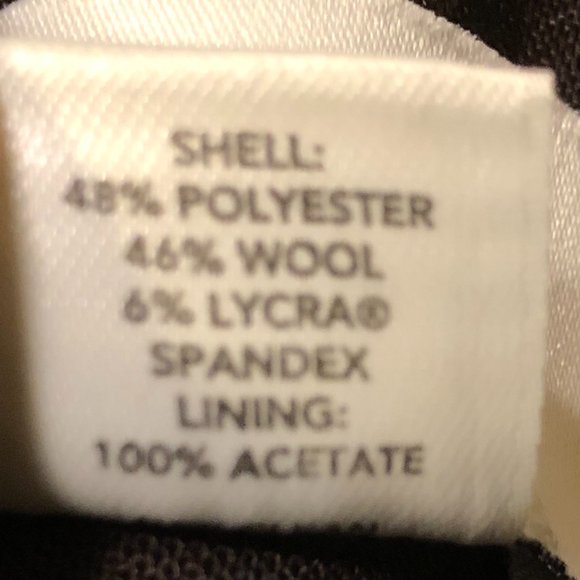 SHELL:
48% POLYESTER
46% WOOL
6% LYCRA®
SPANDEX
LINING:
100% ACETATE